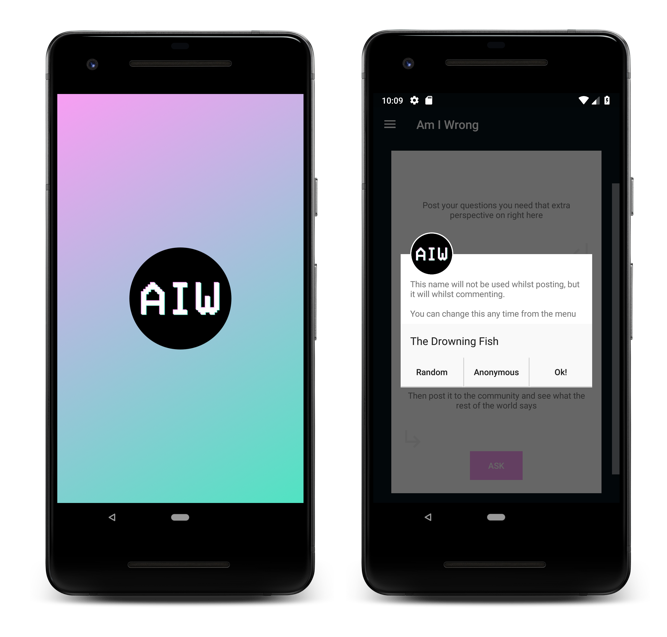 AIW
10:09
Am I Wrong
Post your questions you need that extra
perspective on right here
AIW
This name will not be used whilst posting, but
it will whilst commenting.
You can change this any time from the menu
The Drowning Fish
Random Anonymous Ok!
Then post it to the community and see what the
rest of the world says
ASK